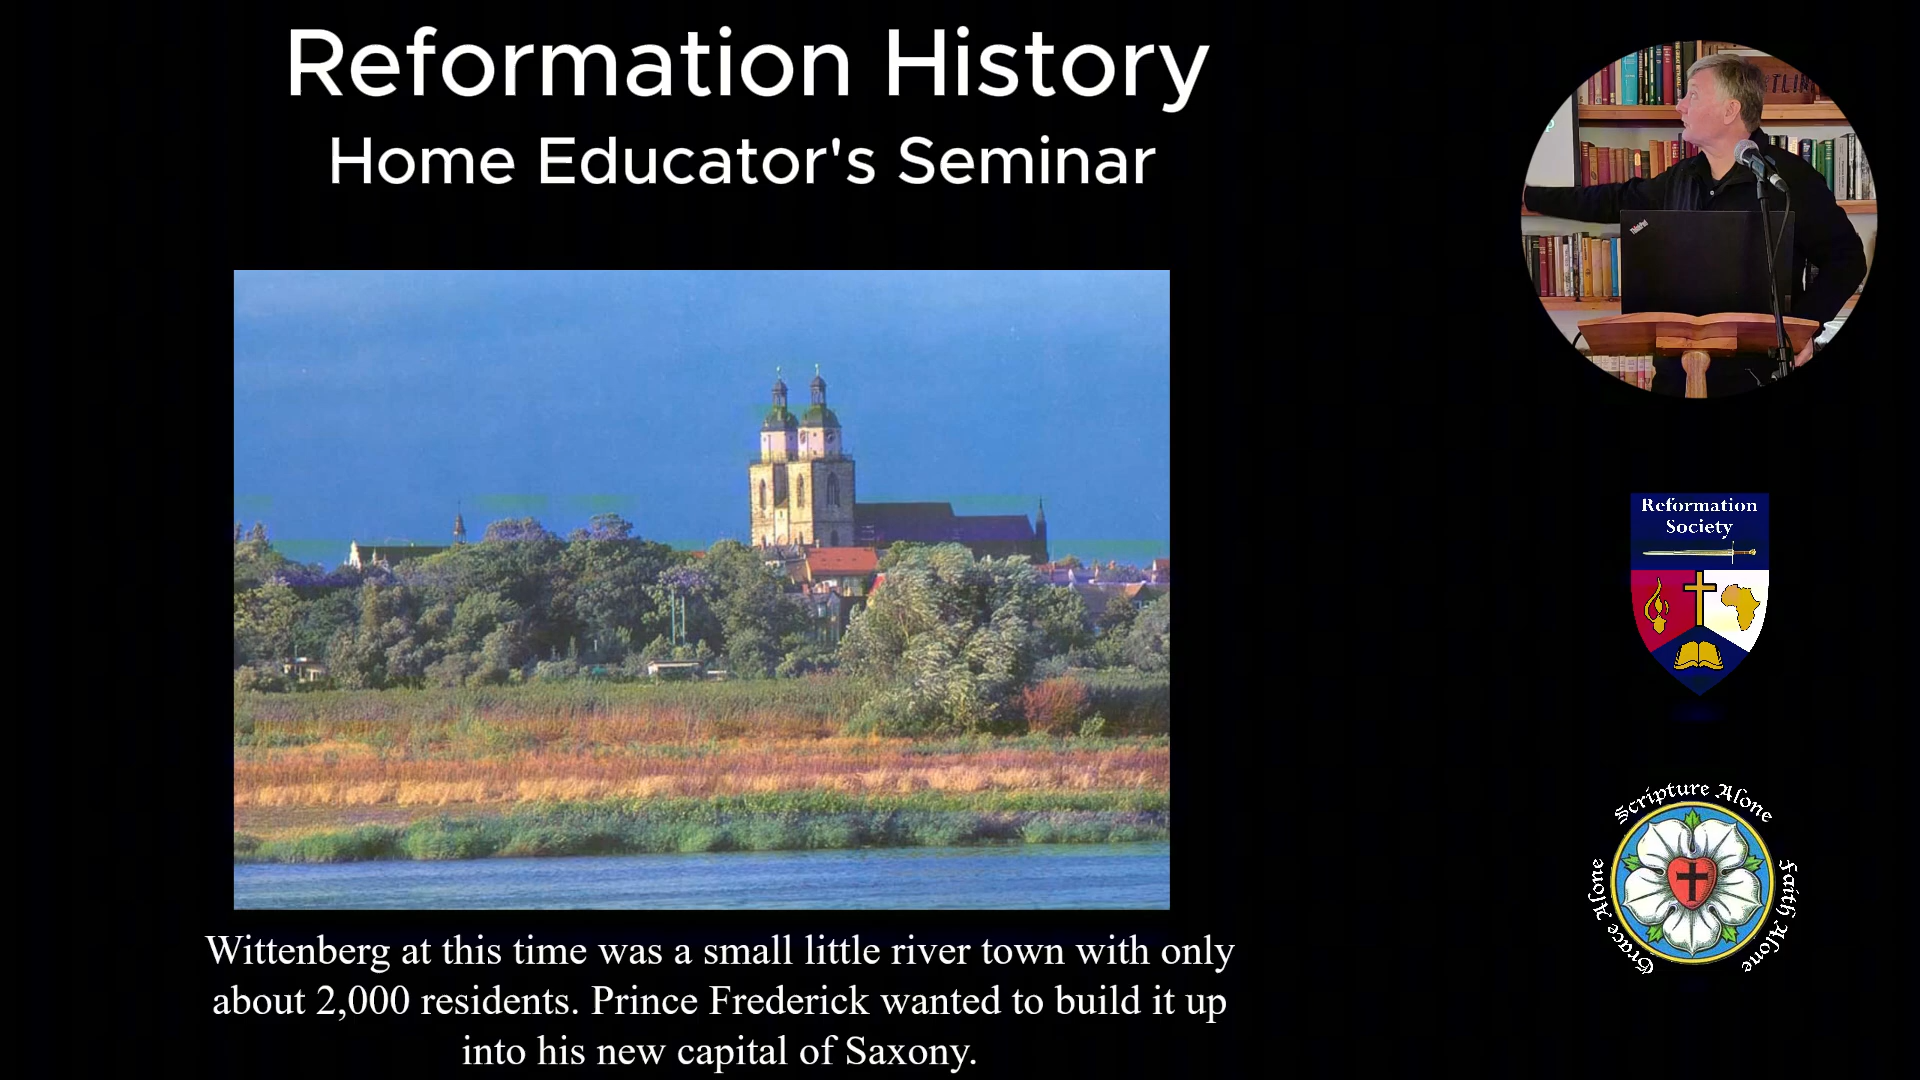 Reformation History
Home Educator's Seminar
ThinkPad
Reformation
Society
Scripture Alone
Grace Alone
Faith Alone
Wittenberg at this time was a small little river town with only
about 2,000 residents. Prince Frederick wanted to build it up
into his new capital of Saxony.